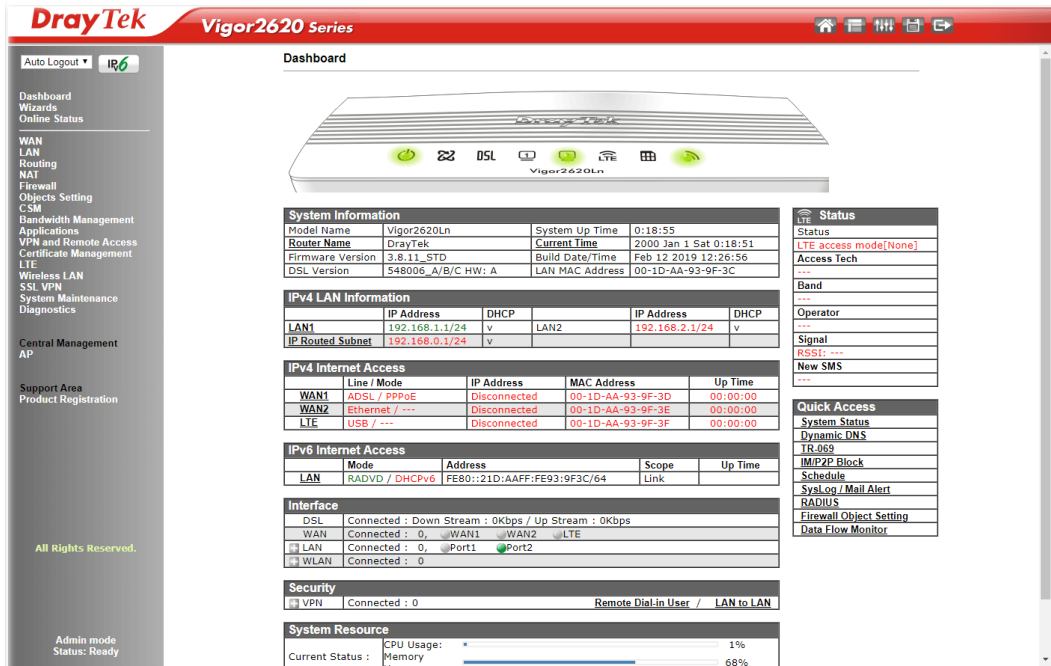 DrayTek
Vigor2620 Series
Auto Logout
IPv6
Dashboard
Wizards
Online Status
WAN
LAN
Routing
NAT
Firewall
Objects Setting
CSM
Bandwidth Management
Applications
VPN and Remote Access
Certificate Management
LTE
Wireless LAN
SSL VPN
System Maintenance
Diagnostics
Central Management
AP
Support Area
Product Registration
All Rights Reserved.
Admin mode
Status: Ready
Dashboard
DrayTek
DSL 1 LTE
Vigor2620Ln
System Information
Model Name Vigor2620Ln System Up Time 0:18:55
Router Name DrayTek Current Time 2000 Jan 1 Sat 0:18:51
Firmware Version 3.8.11_STD Build Date/Time Feb 12 2019 12:26:56
DSL Version 548006_A/B/C HW: A LAN MAC Address 00-1D-AA-93-9F-3C
IPv4 LAN Information
IP Address DHCP IP Address DHCP
LAN1 192.168.1.1/24 v LAN2 192.168.2.1/24 v
IP Routed Subnet 192.168.0.1/24 v
IPv4 Internet Access
Line / Mode IP Address MAC Address Up Time
WAN1 ADSL / PPPoE Disconnected 00-1D-AA-93-9F-3D 00:00:00
WAN2 Ethernet / --- Disconnected 00-1D-AA-93-9F-3E 00:00:00
LTE USB / --- Disconnected 00-1D-AA-93-9F-3F 00:00:00
IPv6 Internet Access
Mode Address Scope Up Time
LAN RADVD / DHCPv6 FE80::21D:AAFF:FE93:9F3C/64 Link
Interface
DSL Connected : Down Stream : 0Kbps / Up Stream : 0Kbps
WAN Connected : 0, WAN1 WAN2 LTE
LAN Connected : 0, Port1 Port2
WLAN Connected : 0
Security
VPN Connected : 0 Remote Dial-in User / LAN to LAN
System Resource
CPU Usage: 1%
Current Status : Memory 68%
LTE Status
Status
LTE access mode[None]
Access Tech
---
Band
---
Operator
---
Signal
RSSI: ---
New SMS
---
Quick Access
System Status
Dynamic DNS
TR-069
IM/P2P Block
Schedule
SysLog / Mail Alert
RADIUS
Firewall Object Setting
Data Flow Monitor